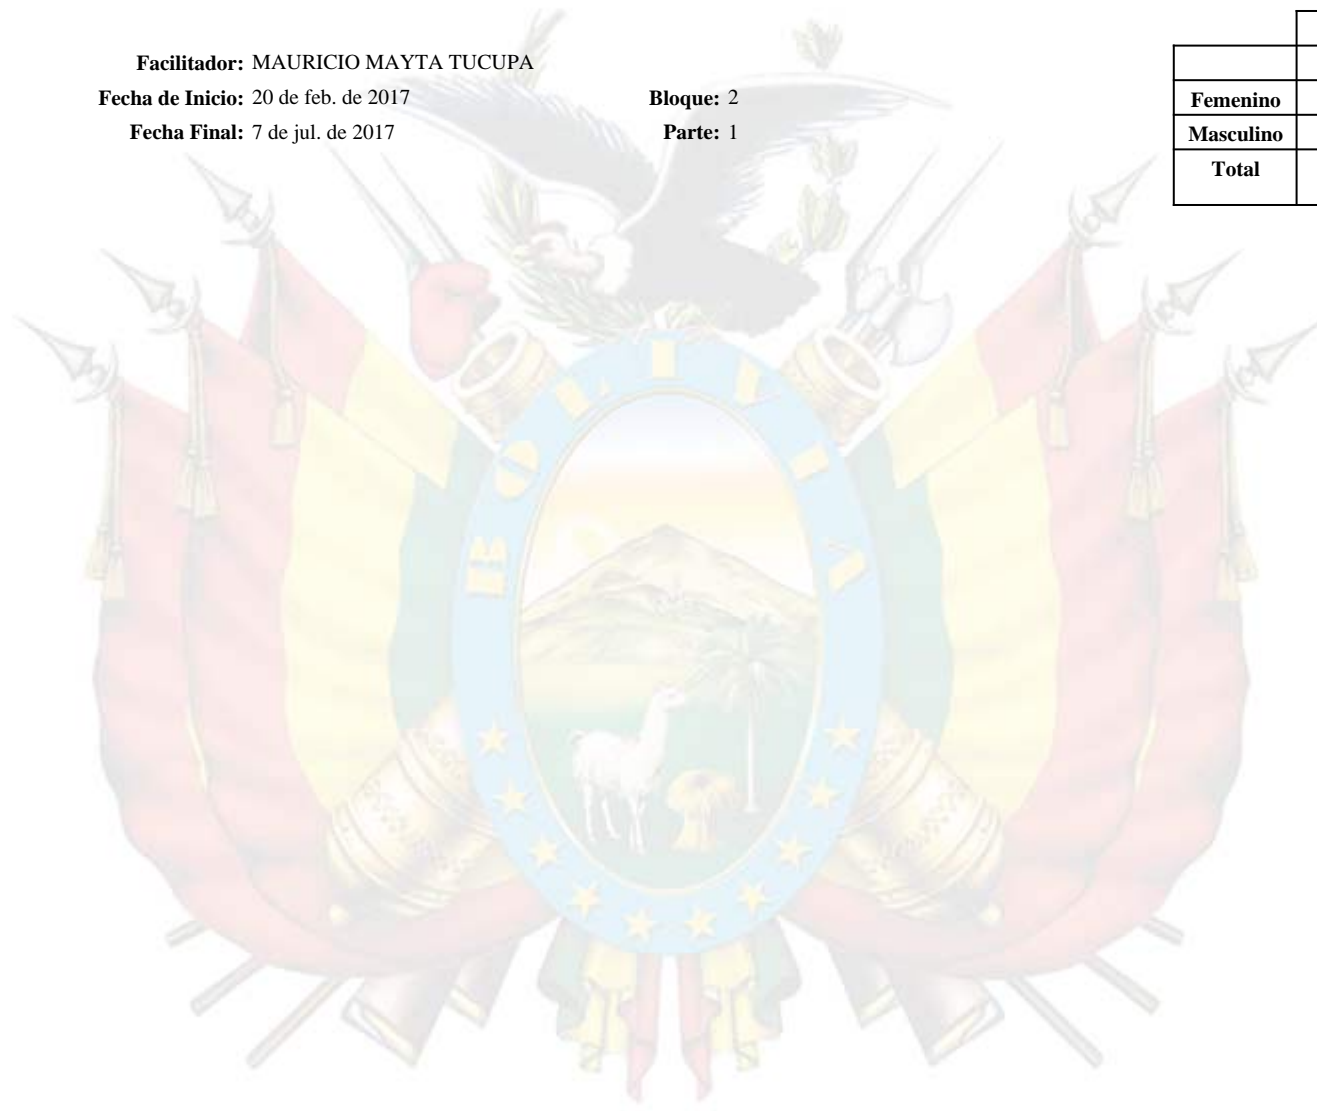 Facilitador: MAURICIO MAYTA TUCUPA
Fecha de Inicio: 20 de feb. de 2017 Bloque: 2
Fecha Final: 7 de jul. de 2017 Parte: 1
Femenino
Masculino
Total
BOLIVIA